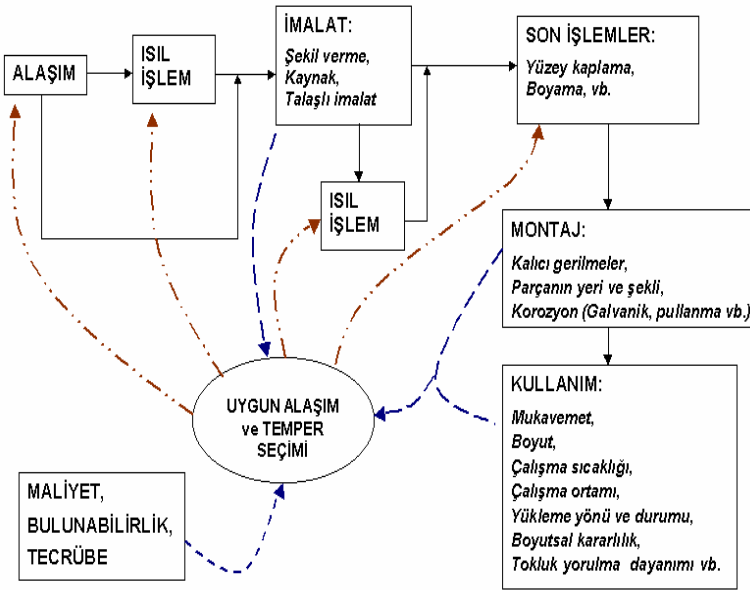 ALAŞIM
ISIL
İŞLEM
İMALAT:
Şekil verme,
Kaynak,
Talaşlı imalat
SON İŞLEMLER:
Yüzey kaplama,
Boyama, vb.
ISIL
İŞLEM
MONTAJ:
Kalıcı gerilmeler,
Parçanın yeri ve şekli,
Korozyon (Galvanik, pullanma vb.)
UYGUN ALAŞIM
ve TEMPER
SEÇİMİ
KULLANIM:
Mukavemet,
Boyut,
Çalışma sıcaklığı,
Çalışma ortamı,
Yükleme yönü ve durumu,
Boyutsal kararlılık,
Tokluk yorulma dayanımı vb.
MALİYET,
BULUNABİLİRLİK,
TECRÜBE